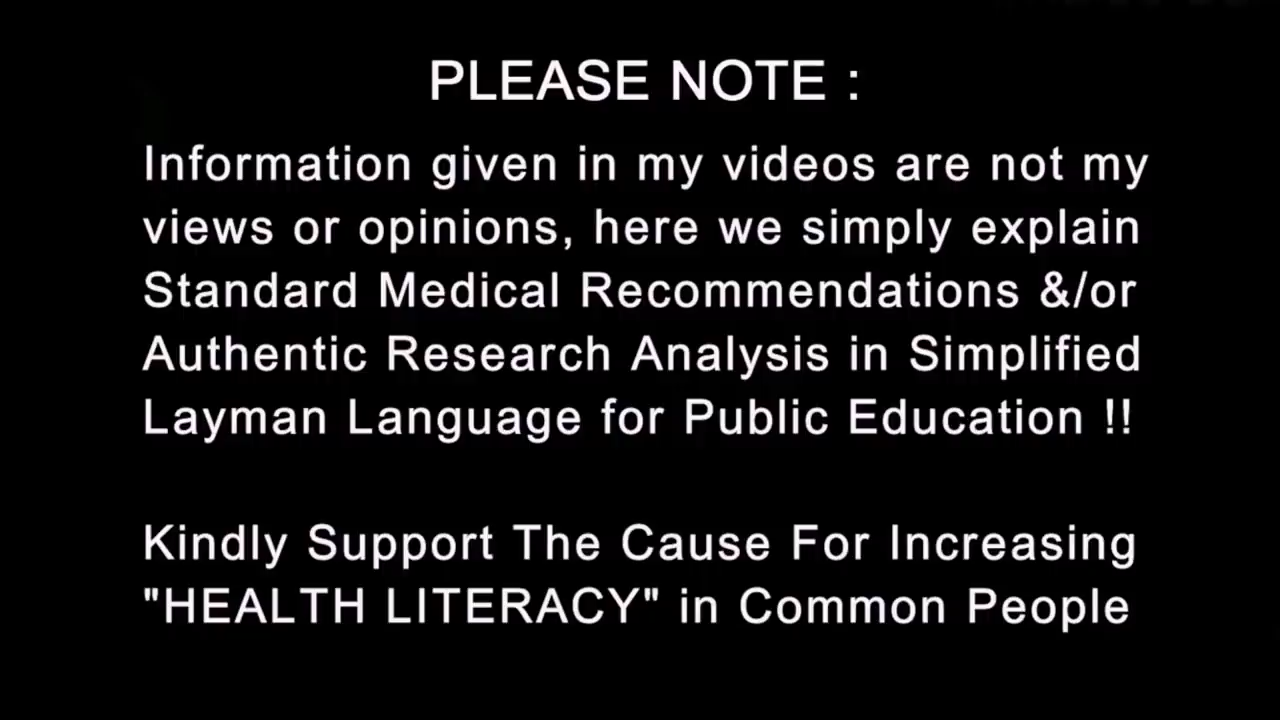 PLEASE NOTE :
Information given in my videos are not my
views or opinions, here we simply explain
Standard Medical Recommendations &/or
Authentic Research Analysis in Simplified
Layman Language for Public Education !!
Kindly Support The Cause For Increasing
"HEALTH LITERACY" in Common People